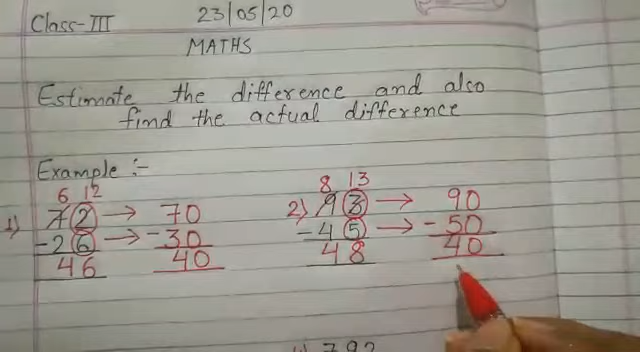 Class-III 23/05/20
MATHS
Estimate the difference and also
find the actual difference
Example :-
6 12 8 13
1) 72 → 70 2) 93 → 90
-26 → -30 -45 → -50
46 40 48 40
792